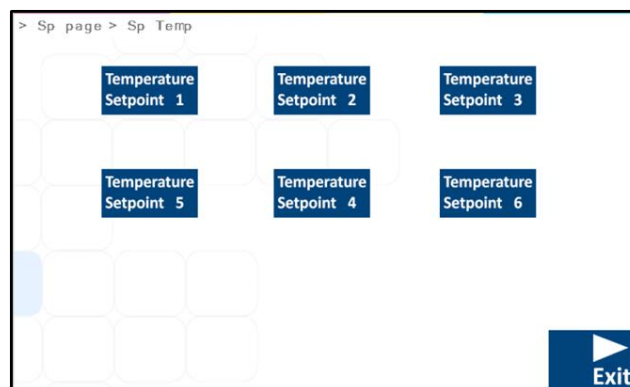 > Sp page > Sp Temp
Temperature
Setpoint 1
Temperature
Setpoint 2
Temperature
Setpoint 3
Temperature
Setpoint 5
Temperature
Setpoint 4
Temperature
Setpoint 6
Exit